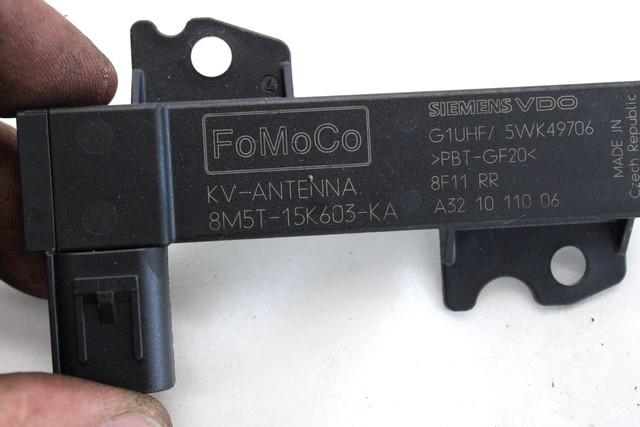 FoMoCo
KV-ANTENNA
8M5T-15K603-KA
SIEMENS VDO
G1UHF/ 5WK49706
>PBT-GF20<
8F11 RR
A32 10 110 06
MADE IN
Czech Republic
4